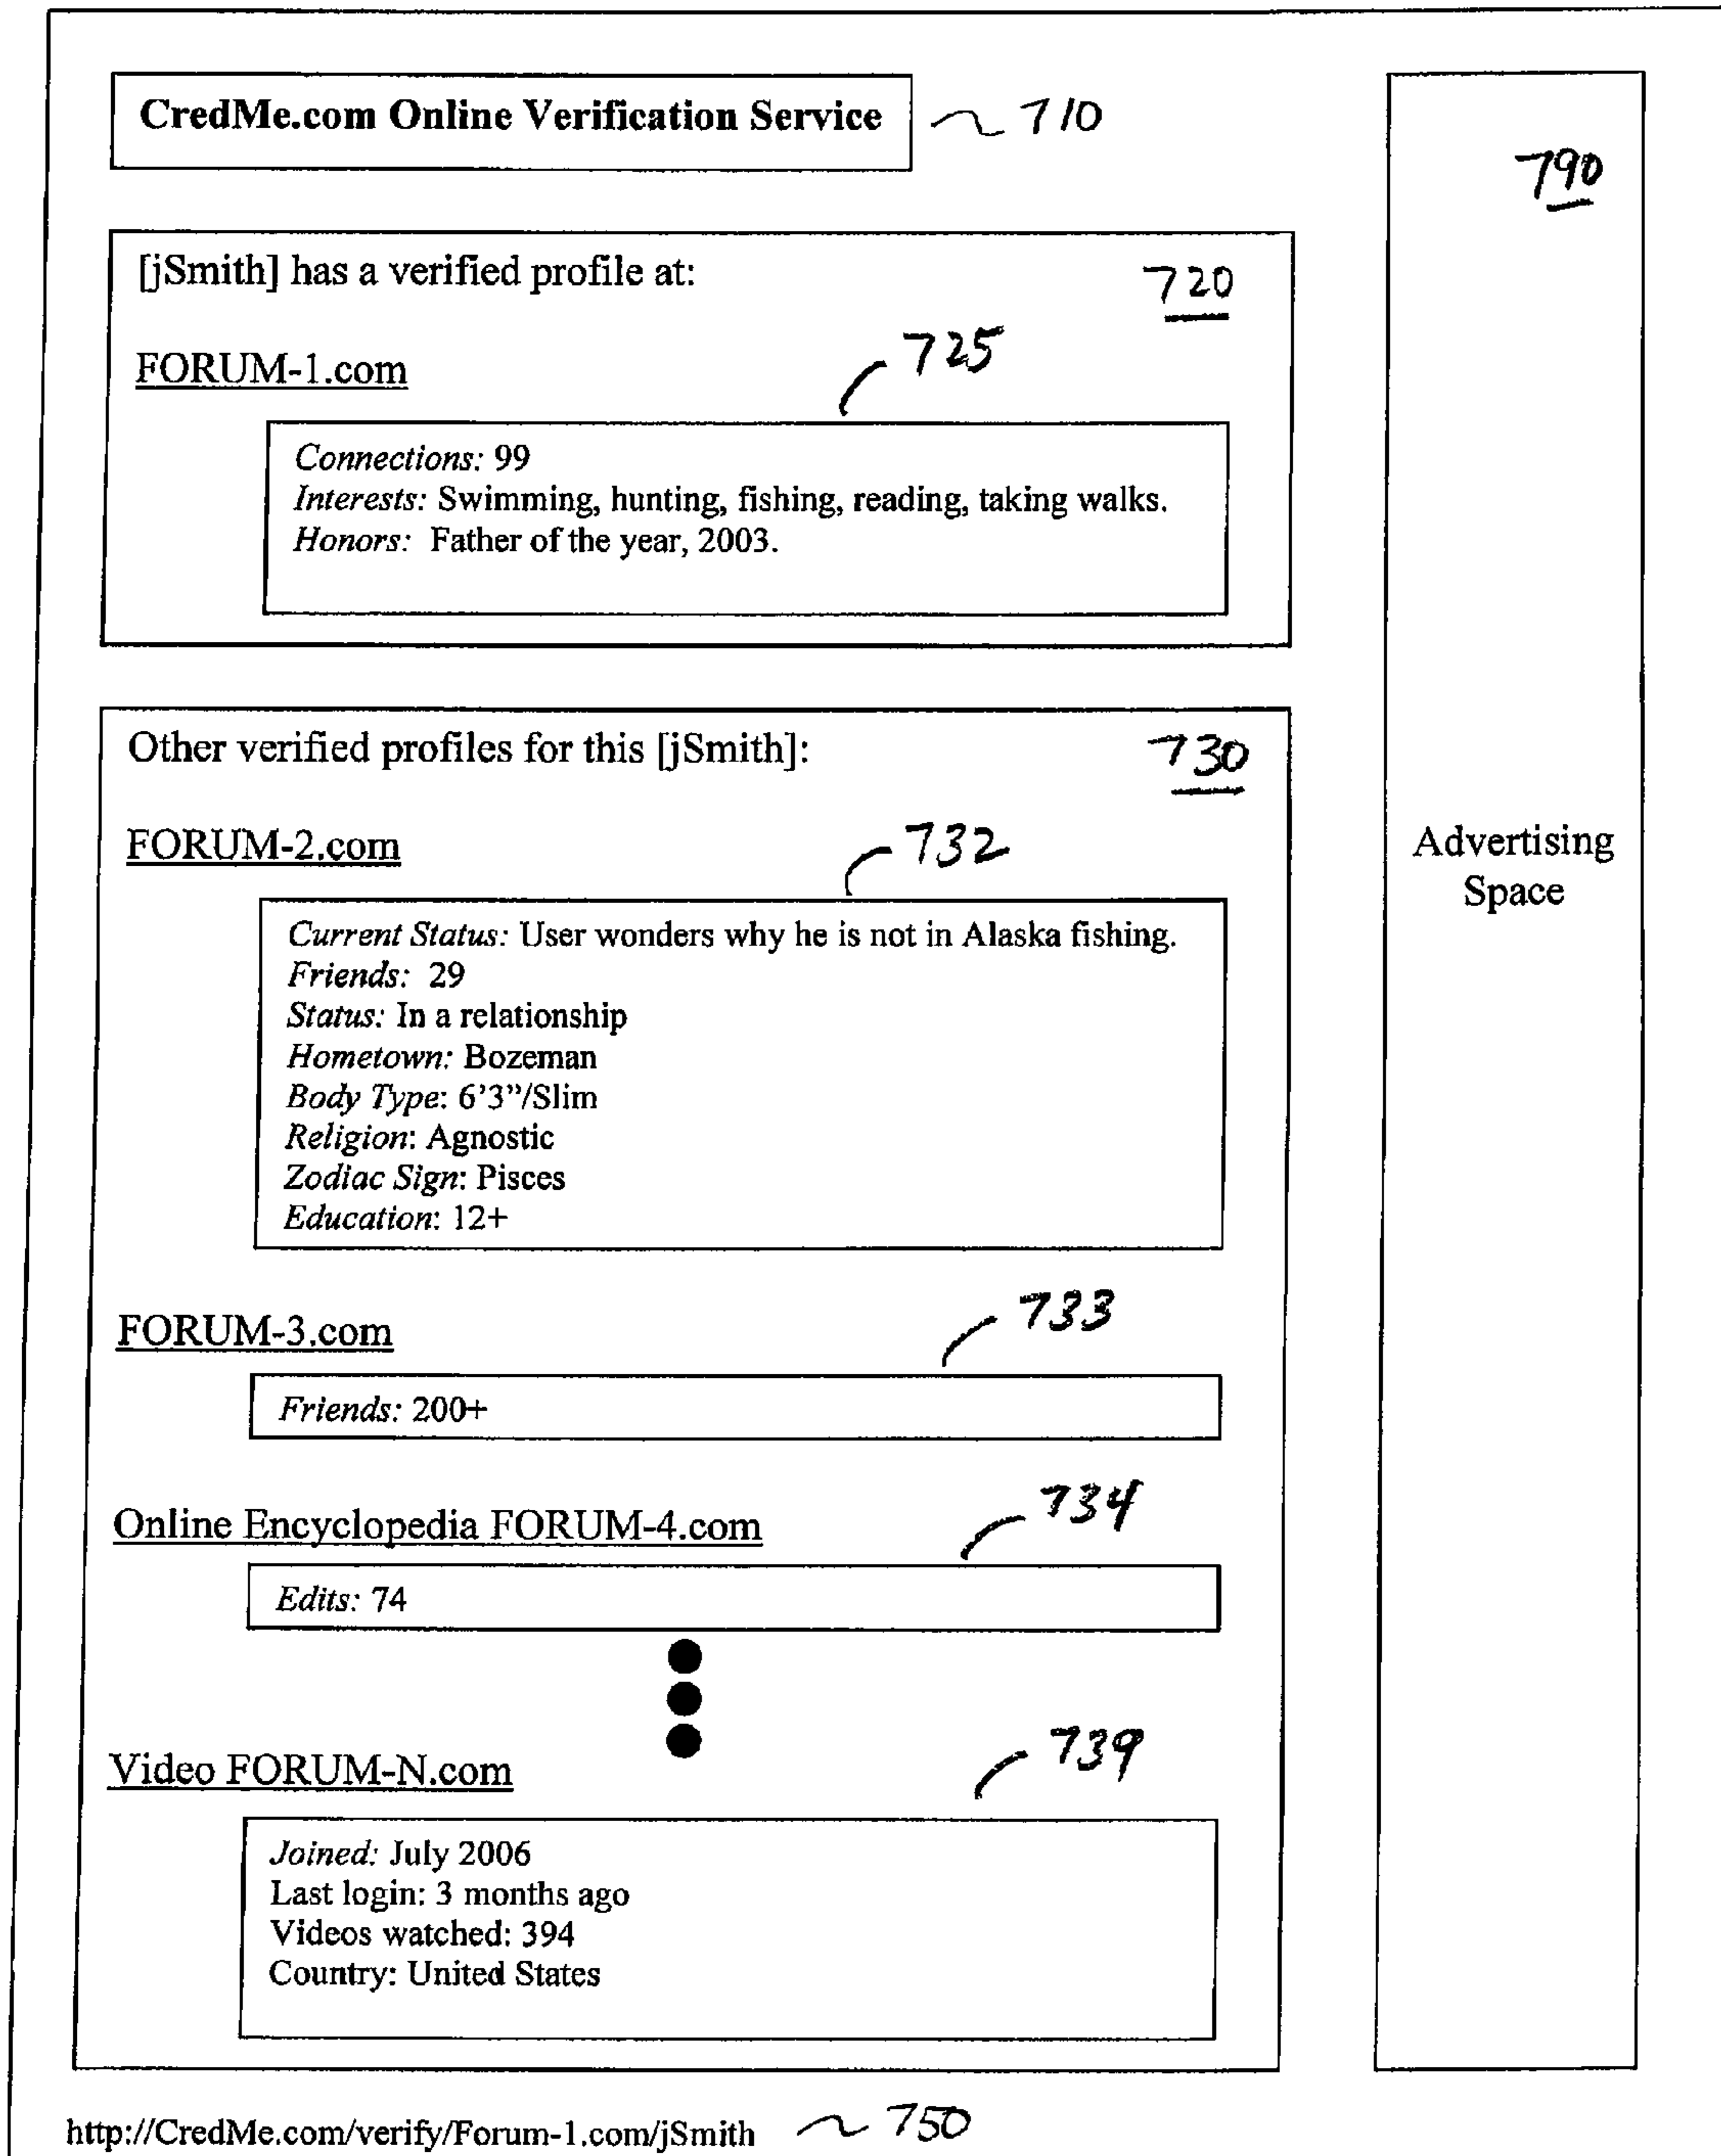 CredMe.com Online Verification Service 710
790
[jSmith] has a verified profile at: 720
FORUM-1.com 725
Connections: 99
Interests: Swimming, hunting, fishing, reading, taking walks.
Honors: Father of the year, 2003.
Other verified profiles for this [jSmith]: 730
FORUM-2.com 732
Current Status: User wonders why he is not in Alaska fishing.
Friends: 29
Status: In a relationship
Hometown: Bozeman
Body Type: 6'3”/Slim
Religion: Agnostic
Zodiac Sign: Pisces
Education: 12+
FORUM-3.com 733
Friends: 200+
Online Encyclopedia FORUM-4.com 734
Edits: 74
Video FORUM-N.com 739
Joined: July 2006
Last login: 3 months ago
Videos watched: 394
Country: United States
Advertising
Space
http://CredMe.com/verify/Forum-1.com/jSmith 750